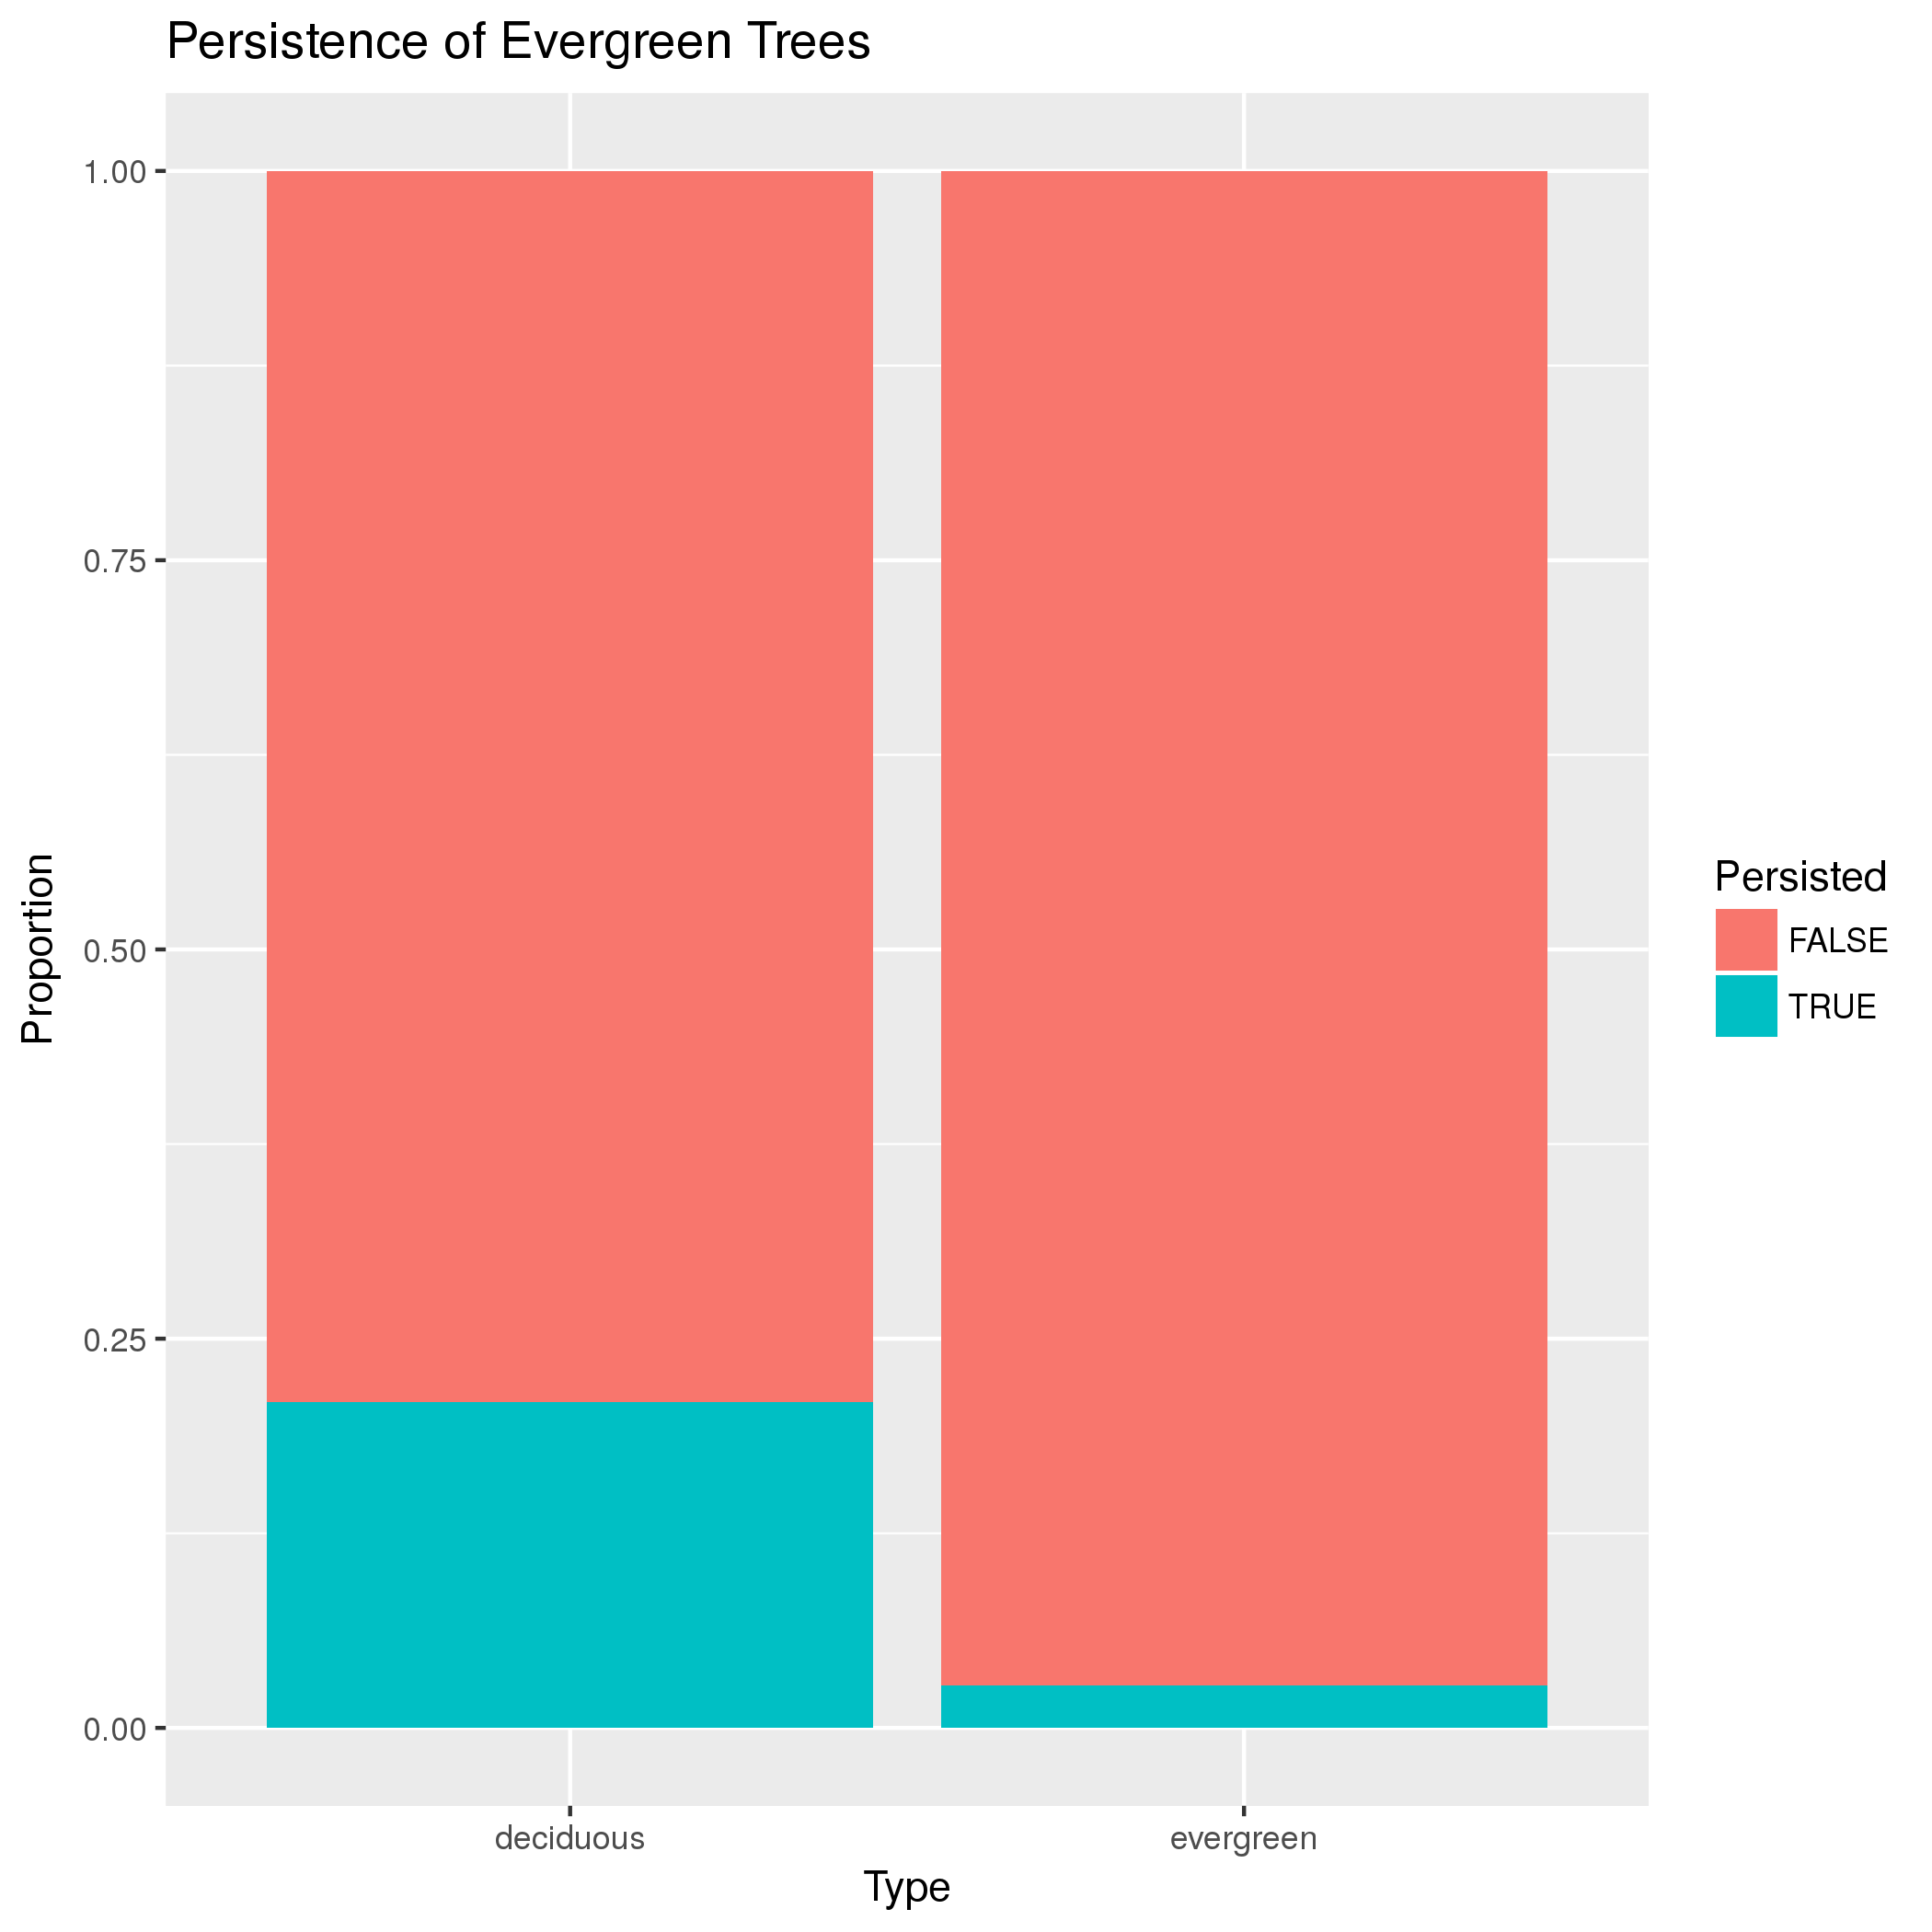 Persistence of Evergreen Trees
1.00
0.75
0.50
0.25
0.00
Proportion
deciduous evergreen
Type
Persisted
FALSE
TRUE